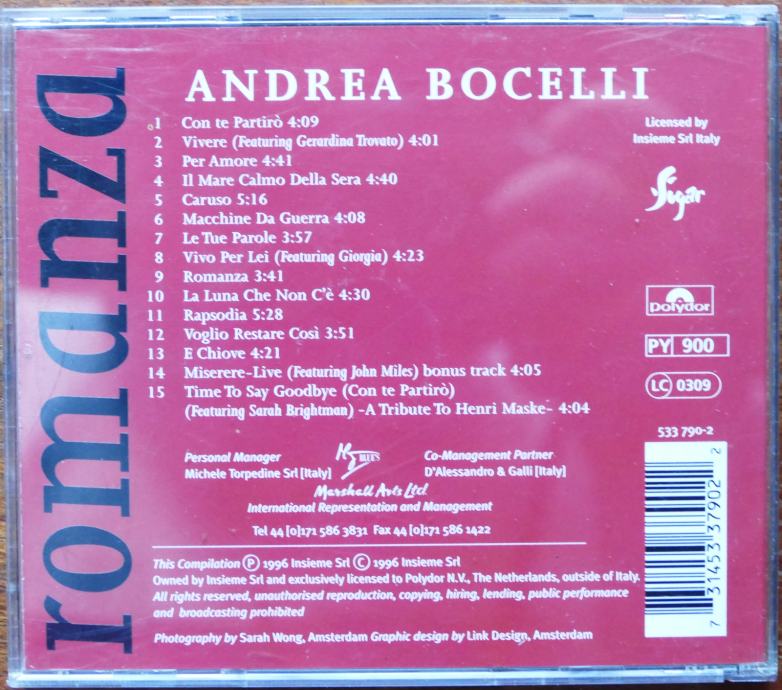 romanza
ANDREA BOCELLI
1 Con te Partirò 4:09
2 Vivere (Featuring Gerardina Trovato) 4:01
3 Per Amore 4:41
4 Il Mare Calmo Della Sera 4:40
5 Caruso 5:16
6 Macchine Da Guerra 4:08
7 Le Tue Parole 3:57
8 Vivo Per Lei (Featuring Giorgia) 4:23
9 Romanza 3:41
10 La Luna Che Non C'è 4:30
11 Rapsodia 5:28
12 Voglio Restare Così 3:51
13 E Chiove 4:21
14 Miserere-Live (Featuring John Miles) bonus track 4:05
15 Time To Say Goodbye (Con te Partirò)
(Featuring Sarah Brightman) -A Tribute To Henri Maske- 4:04
Licensed by
Insieme Srl Italy
Sugar
polydor
PY 900
LC 0309
533 790-2
Personal Manager
Michele Torpedine Srl [Italy]
BLUES
Co-Management Partner
D'Alessandro & Galli [Italy]
Marshall Arts Ltd
International Representation and Management
Tel 44 [0]171 586 3831 Fax 44 [0]171 586 1422
This Compilation Ⓟ 1996 Insieme Srl © 1996 Insieme Srl
Owned by Insieme Srl and exclusively licensed to Polydor N.V., The Netherlands, outside of Italy.
All rights reserved, unauthorised reproduction, copying, hiring, lending, public performance
and broadcasting prohibited
Photography by Sarah Wong, Amsterdam Graphic design by Link Design, Amsterdam
7 31453 37902 2